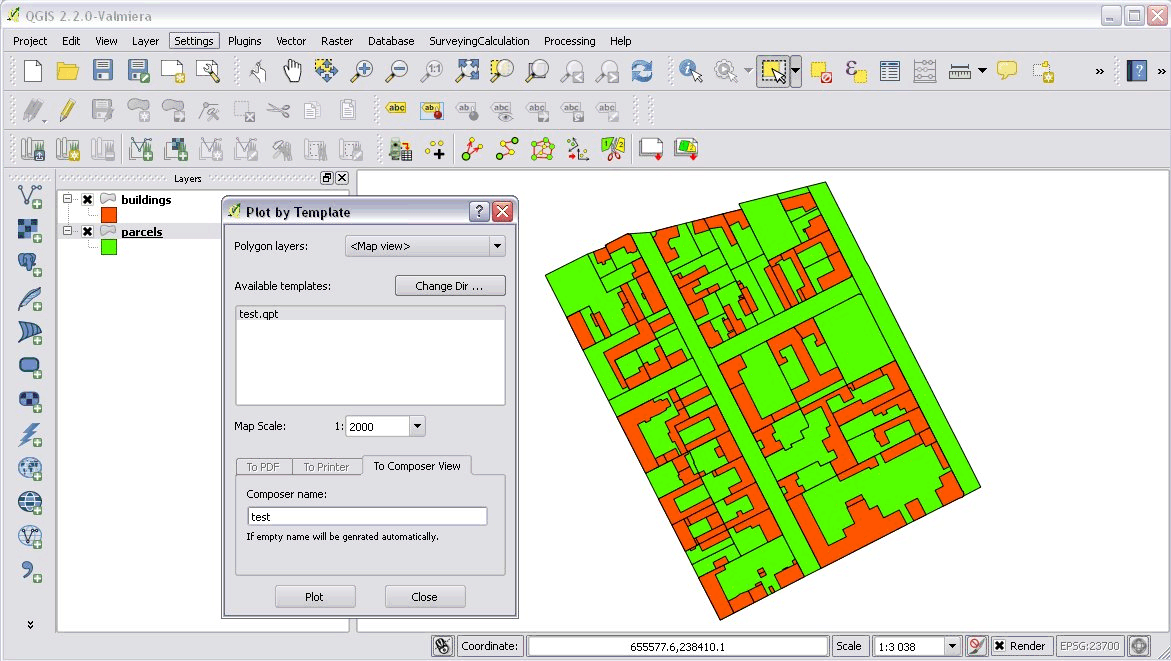 QGIS 2.2.0-Valmiera
Project Edit View Layer Settings Plugins Vector Raster Database SurveyingCalculation Processing Help
Layers
buildings
parcels
Plot by Template
Polygon layers: <Map view>
Available templates: Change Dir ...
test.qpt
Map Scale: 1: 2000
To PDF To Printer To Composer View
Composer name:
test
If empty name will be genrated automatically.
Plot Close
Coordinate: 655577.6,238410.1 Scale 1:3 038 Render EPSG:23700